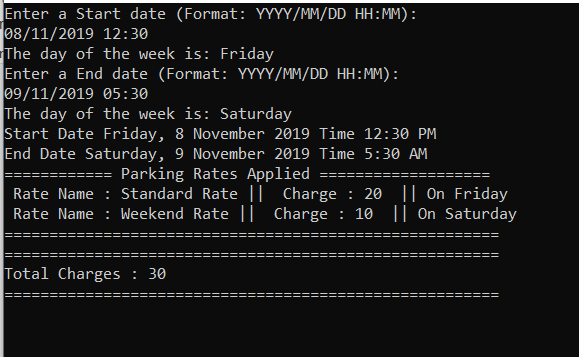 Enter a Start date (Format: YYYY/MM/DD HH:MM):
08/11/2019 12:30
The day of the week is: Friday
Enter a End date (Format: YYYY/MM/DD HH:MM):
09/11/2019 05:30
The day of the week is: Saturday
Start Date Friday, 8 November 2019 Time 12:30 PM
End Date Saturday, 9 November 2019 Time 5:30 AM
============ Parking Rates Applied ===================
Rate Name : Standard Rate ||  Charge : 20  || On Friday
Rate Name : Weekend Rate ||  Charge : 10  || On Saturday
=======================================================
=======================================================
Total Charges : 30
=======================================================